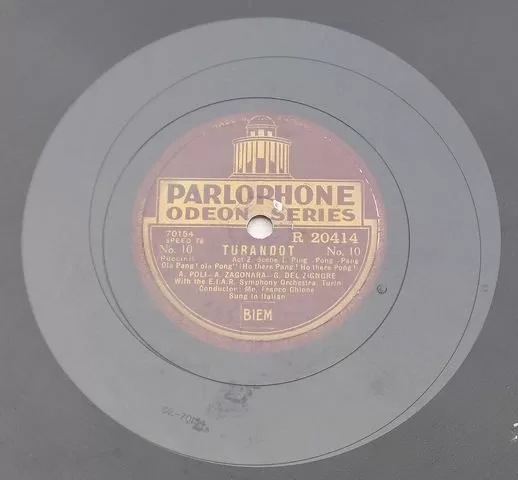 PARLOPHONE
ODEON SERIES
70154
SPEED 78
R 20414
No. 10 TURANDOT No. 10
Puccini: Act 2, Scene 1, Ping - Pong - Pang
Ola Pang! ola Pong! (Ho there Pang! Ho there Pong!)
A. POLI—A. ZAGONARA—G. DEL SIGNORE
With the E.I.A.R. Symphony Orchestra, Turin
Conductor: Mo. Franco Ghione
Sung in Italian
BIEM